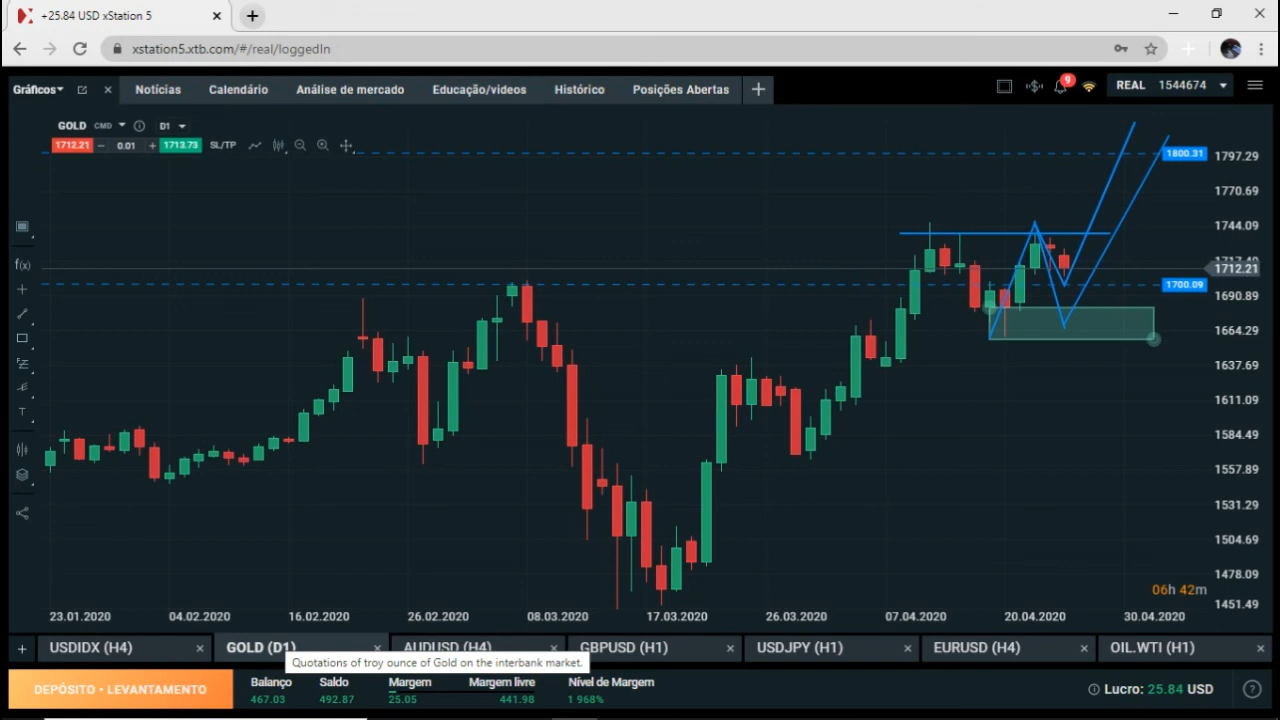 +25.84 USD xStation 5
xstation5.xtb.com/#/real/loggedIn
Gráficos
Notícias
Calendário
Análise de mercado
Educação/videos
Histórico
Posições Abertas
9
REAL 1544674
GOLD CMD D1
1712.21 0.01 1713.73 SL/TP
1800.31
1797.29
1770.69
1744.09
1712.21
1700.09
1690.89
1664.29
1637.69
1611.09
1584.49
1557.89
1531.29
1504.69
1478.09
1451.49
f(x)
T
06h 42m
23.01.2020 04.02.2020 16.02.2020 26.02.2020 08.03.2020 17.03.2020 26.03.2020 07.04.2020 20.04.2020 30.04.2020
USDIDX (H4) GOLD (D1) AUDUSD (H4) GBPUSD (H1) USDJPY (H1) EURUSD (H4) OIL.WTI (H1)
Quotations of troy ounce of Gold on the interbank market.
DEPÓSITO • LEVANTAMENTO
Balanço Saldo Margem Margem livre Nível de Margem
467.03 492.87 25.05 441.98 1 968%
Lucro: 25.84 USD